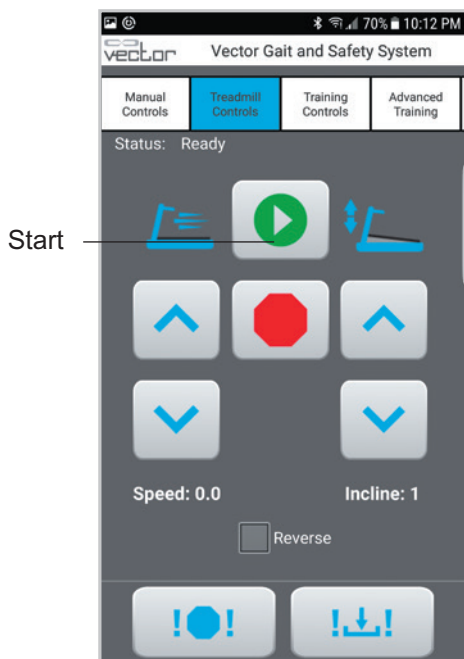 70% 10:12 PM
vector
Vector Gait and Safety System
Manual
Controls
Treadmill
Controls
Training
Controls
Advanced
Training
Status: Ready
Start
Speed: 0.0
Incline: 1
Reverse
! !
! !